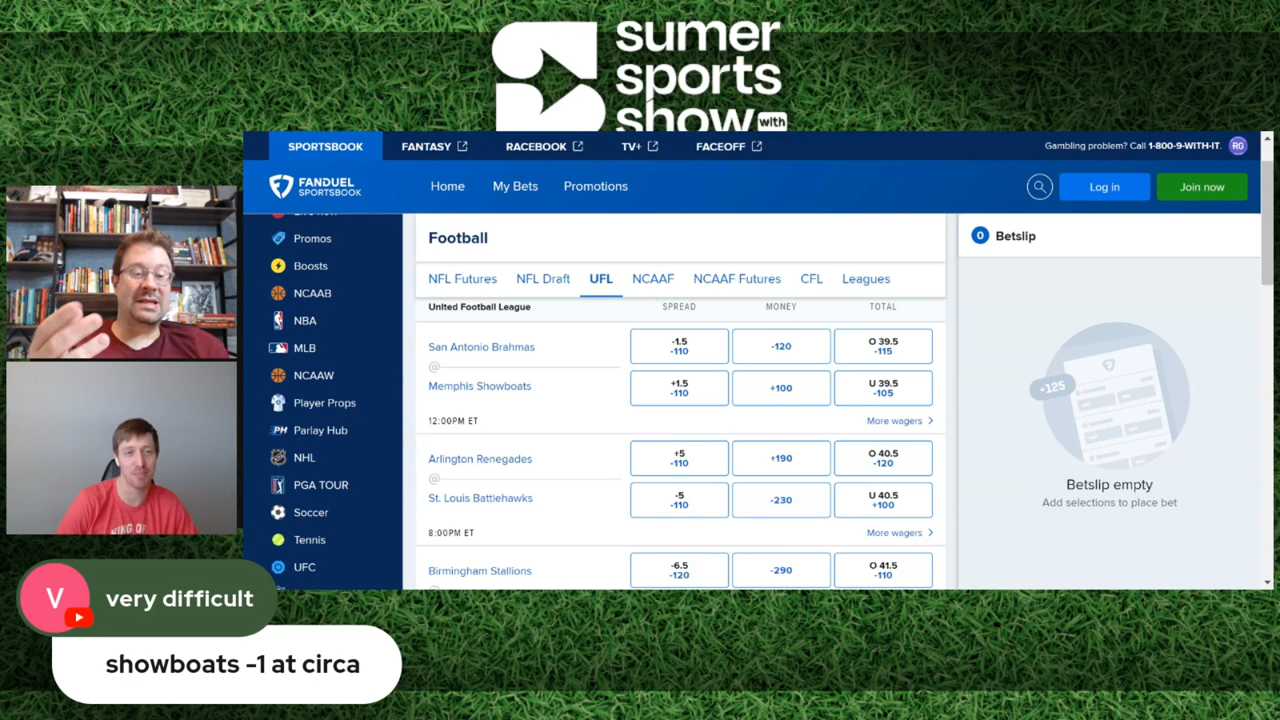 sumer
sports
show with
SPORTSBOOK
FANTASY
RACEBOOK
TV+
FACEOFF
Gambling problem? Call 1-800-9-WITH-IT.
RG
FANDUEL
SPORTSBOOK
Home
My Bets
Promotions
Log in
Join now
Promos
Boosts
NCAAB
NBA
MLB
NCAAW
Player Props
PH Parlay Hub
NHL
PGA TOUR
Soccer
Tennis
UFC
Football
NFL Futures
NFL Draft
UFL
NCAAF
NCAAF Futures
CFL
Leagues
United Football League
SPREAD
MONEY
TOTAL
San Antonio Brahmas
-1.5
-110
-120
O 39.5
-115
@
Memphis Showboats
+1.5
-110
+100
U 39.5
-105
12:00PM ET
More wagers
Arlington Renegades
+5
-110
+190
O 40.5
-120
@
St. Louis Battlehawks
-5
-110
-230
U 40.5
+100
8:00PM ET
More wagers
Birmingham Stallions
-6.5
-120
-290
O 41.5
-110
0 Betslip
+125
Betslip empty
Add selections to place bet
KING OF
V
very difficult
showboats -1 at circa